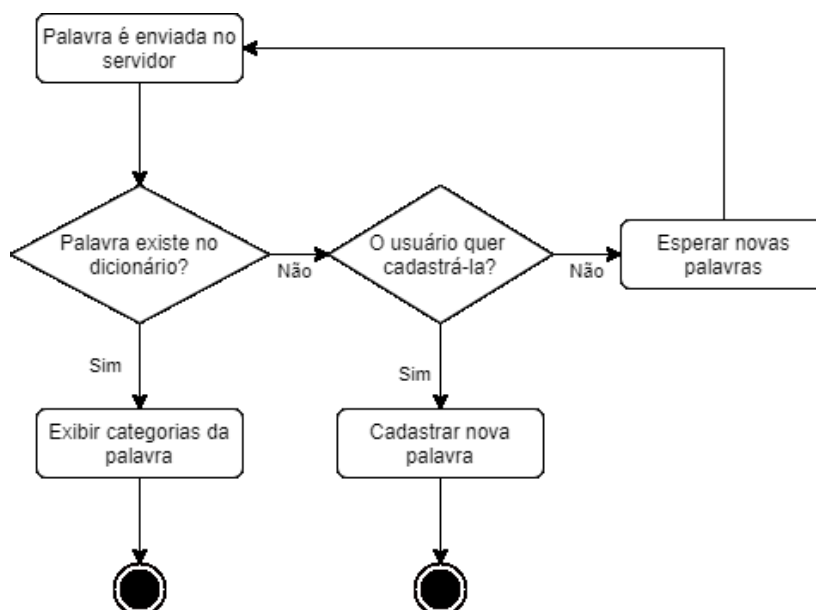 Palavra é enviada no
servidor
Palavra existe no
dicionário?
Não
O usuário quer
cadastrá-la?
Não
Esperar novas
palavras
Sim
Sim
Exibir categorias da
palavra
Cadastrar nova
palavra